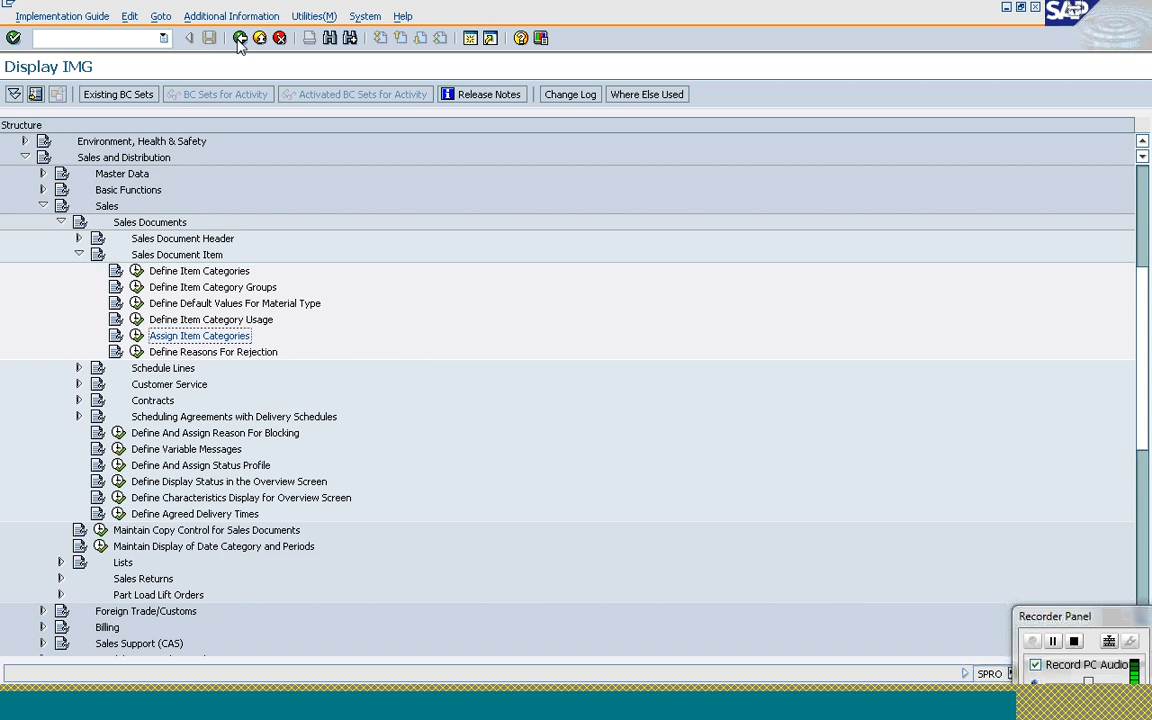 Implementation Guide Edit Goto Additional Information Utilities(M) System Help
SAP
Display IMG
Existing BC Sets BC Sets for Activity Activated BC Sets for Activity Release Notes Change Log Where Else Used
Structure
Environment, Health & Safety
Sales and Distribution
Master Data
Basic Functions
Sales
Sales Documents
Sales Document Header
Sales Document Item
Define Item Categories
Define Item Category Groups
Define Default Values For Material Type
Define Item Category Usage
Assign Item Categories
Define Reasons For Rejection
Schedule Lines
Customer Service
Contracts
Scheduling Agreements with Delivery Schedules
Define And Assign Reason For Blocking
Define Variable Messages
Define And Assign Status Profile
Define Display Status in the Overview Screen
Define Characteristics Display for Overview Screen
Define Agreed Delivery Times
Maintain Copy Control for Sales Documents
Maintain Display of Date Category and Periods
Lists
Sales Returns
Part Load Lift Orders
Foreign Trade/Customs
Billing
Sales Support (CAS)
Recorder Panel
Record PC Audio
SPRO